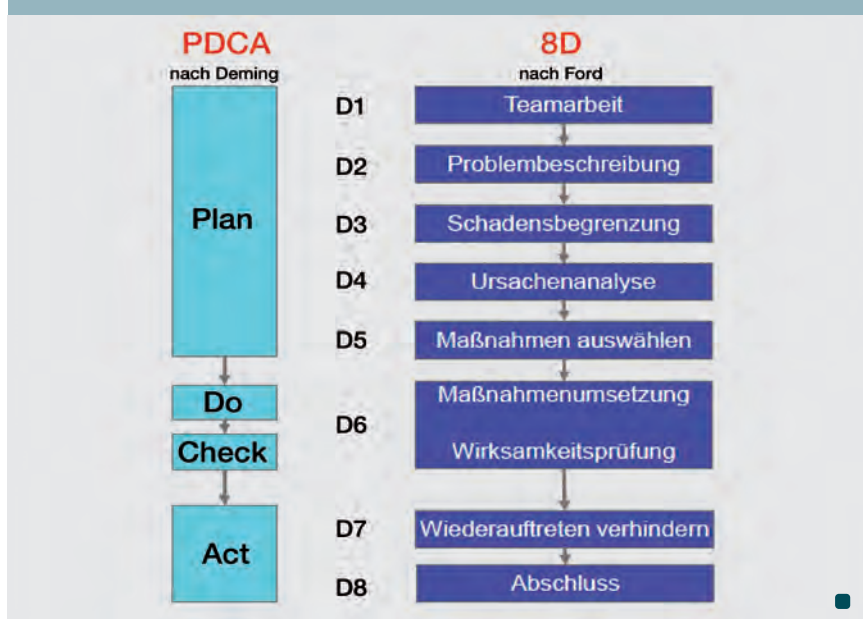 PDCA
nach Deming
Plan
Do
Check
Act
8D
nach Ford
D1 Teamarbeit
D2 Problembeschreibung
D3 Schadensbegrenzung
D4 Ursachenanalyse
D5 Maßnahmen auswählen
D6 Maßnahmenumsetzung
Wirksamkeitsprüfung
D7 Wiederauftreten verhindern
D8 Abschluss